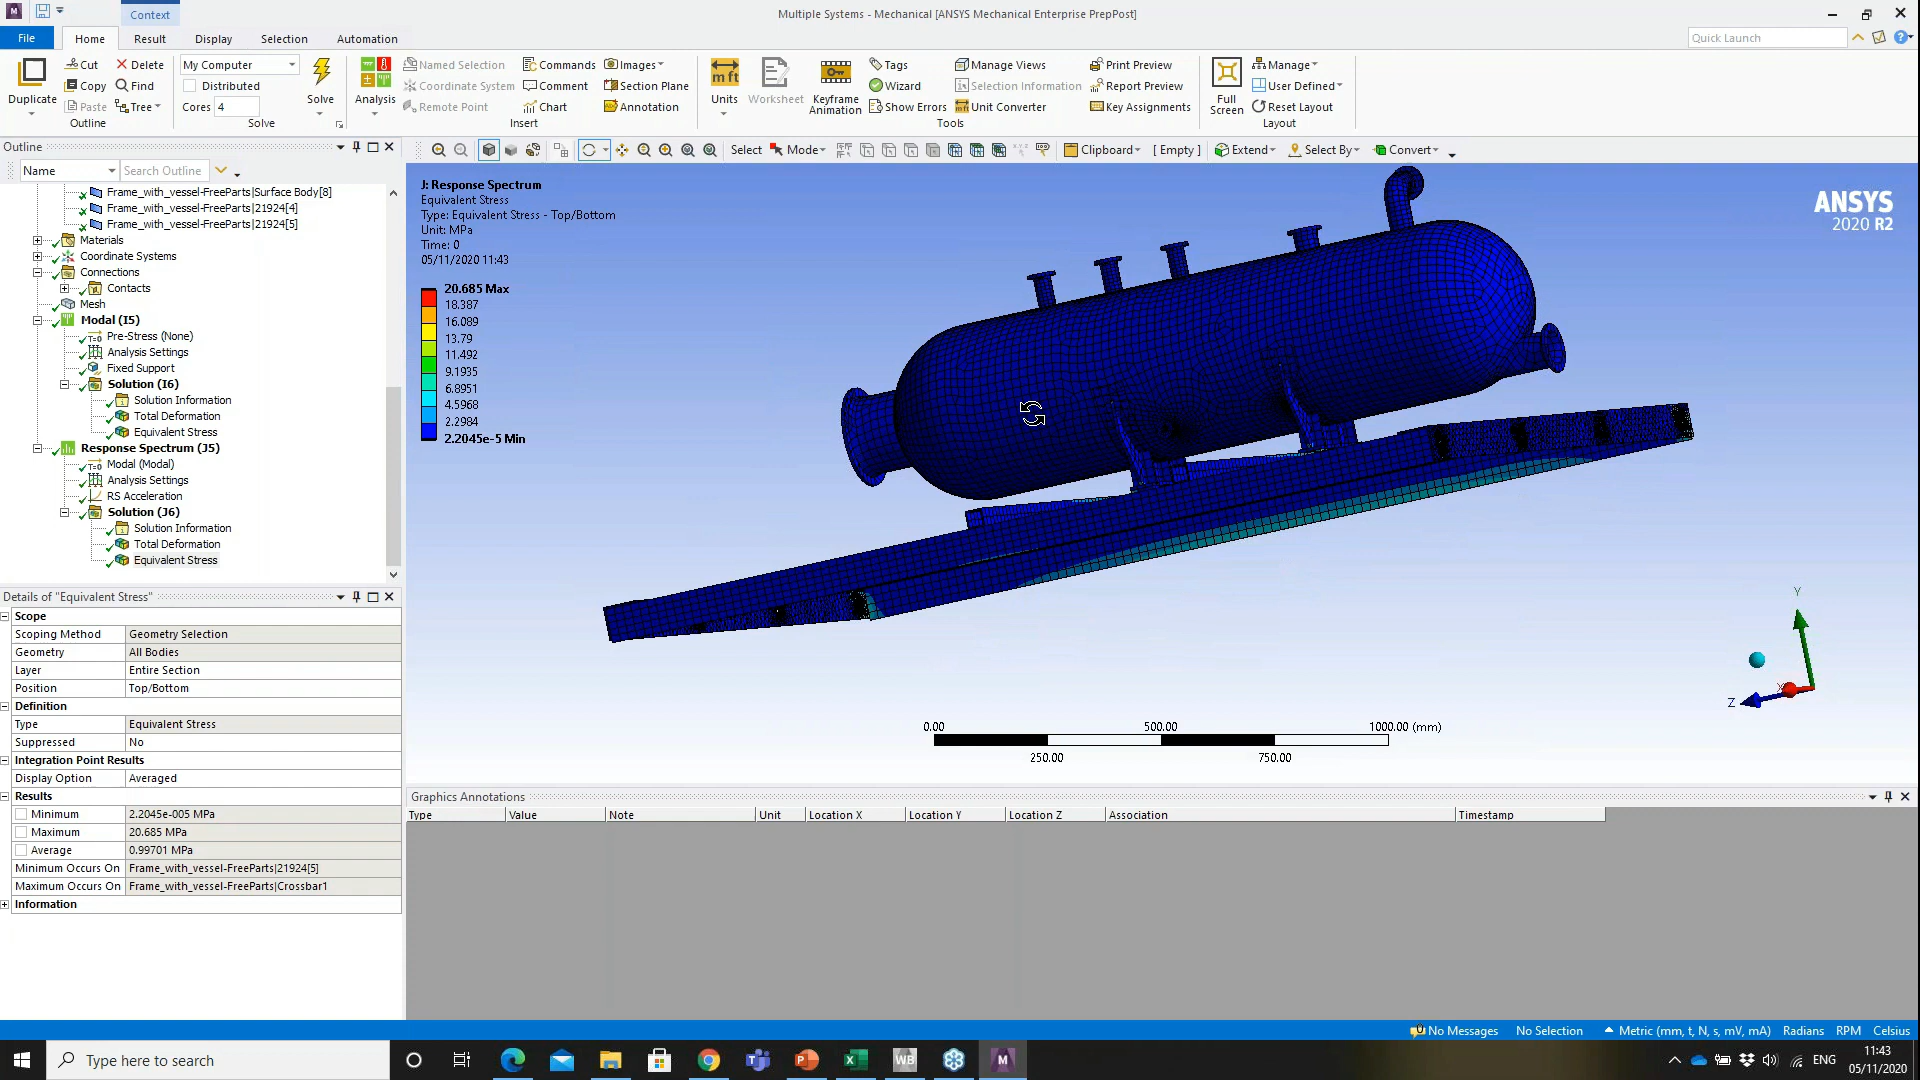 Context
Multiple Systems - Mechanical [ANSYS Mechanical Enterprise PrepPost]
File Home Result Display Selection Automation
Quick Launch
Duplicate
Cut
Copy
Paste
Delete
Find
Tree
Outline
My Computer
Distributed
Cores 4
Solve
Solve
Analysis
Named Selection
Coordinate System
Remote Point
Commands
Comment
Chart
Images
Section Plane
Annotation
Insert
Units
Worksheet
Keyframe Animation
Tags
Wizard
Show Errors
Manage Views
Selection Information
Unit Converter
Print Preview
Report Preview
Key Assignments
Tools
Full Screen
Manage
User Defined
Reset Layout
Layout
Outline
Name Search Outline
Select Mode Clipboard [ Empty ] Extend Select By Convert
Frame_with_vessel-FreeParts|Surface Body[8]
Frame_with_vessel-FreeParts|21924[4]
Frame_with_vessel-FreeParts|21924[5]
Materials
Coordinate Systems
Connections
Contacts
Mesh
Modal (I5)
Pre-Stress (None)
Analysis Settings
Fixed Support
Solution (I6)
Solution Information
Total Deformation
Equivalent Stress
Response Spectrum (J5)
Modal (Modal)
Analysis Settings
RS Acceleration
Solution (J6)
Solution Information
Total Deformation
Equivalent Stress
Details of "Equivalent Stress"
Scope
Scoping Method Geometry Selection
Geometry All Bodies
Layer Entire Section
Position Top/Bottom
Definition
Type Equivalent Stress
Suppressed No
Integration Point Results
Display Option Averaged
Results
Minimum 2.2045e-005 MPa
Maximum 20.685 MPa
Average 0.99701 MPa
Minimum Occurs On Frame_with_vessel-FreeParts|21924[5]
Maximum Occurs On Frame_with_vessel-FreeParts|Crossbar1
Information
J: Response Spectrum
Equivalent Stress
Type: Equivalent Stress - Top/Bottom
Unit: MPa
Time: 0
05/11/2020 11:43
20.685 Max
18.387
16.089
13.79
11.492
9.1935
6.8951
4.5968
2.2984
2.2045e-5 Min
ANSYS
2020 R2
Y
X
Z
0.00 500.00 1000.00 (mm)
250.00 750.00
Graphics Annotations
Type Value Note Unit Location X Location Y Location Z Association Timestamp
No Messages No Selection Metric (mm, t, N, s, mV, mA) Radians RPM Celsius
Type here to search
WB
M
ENG
11:43
05/11/2020